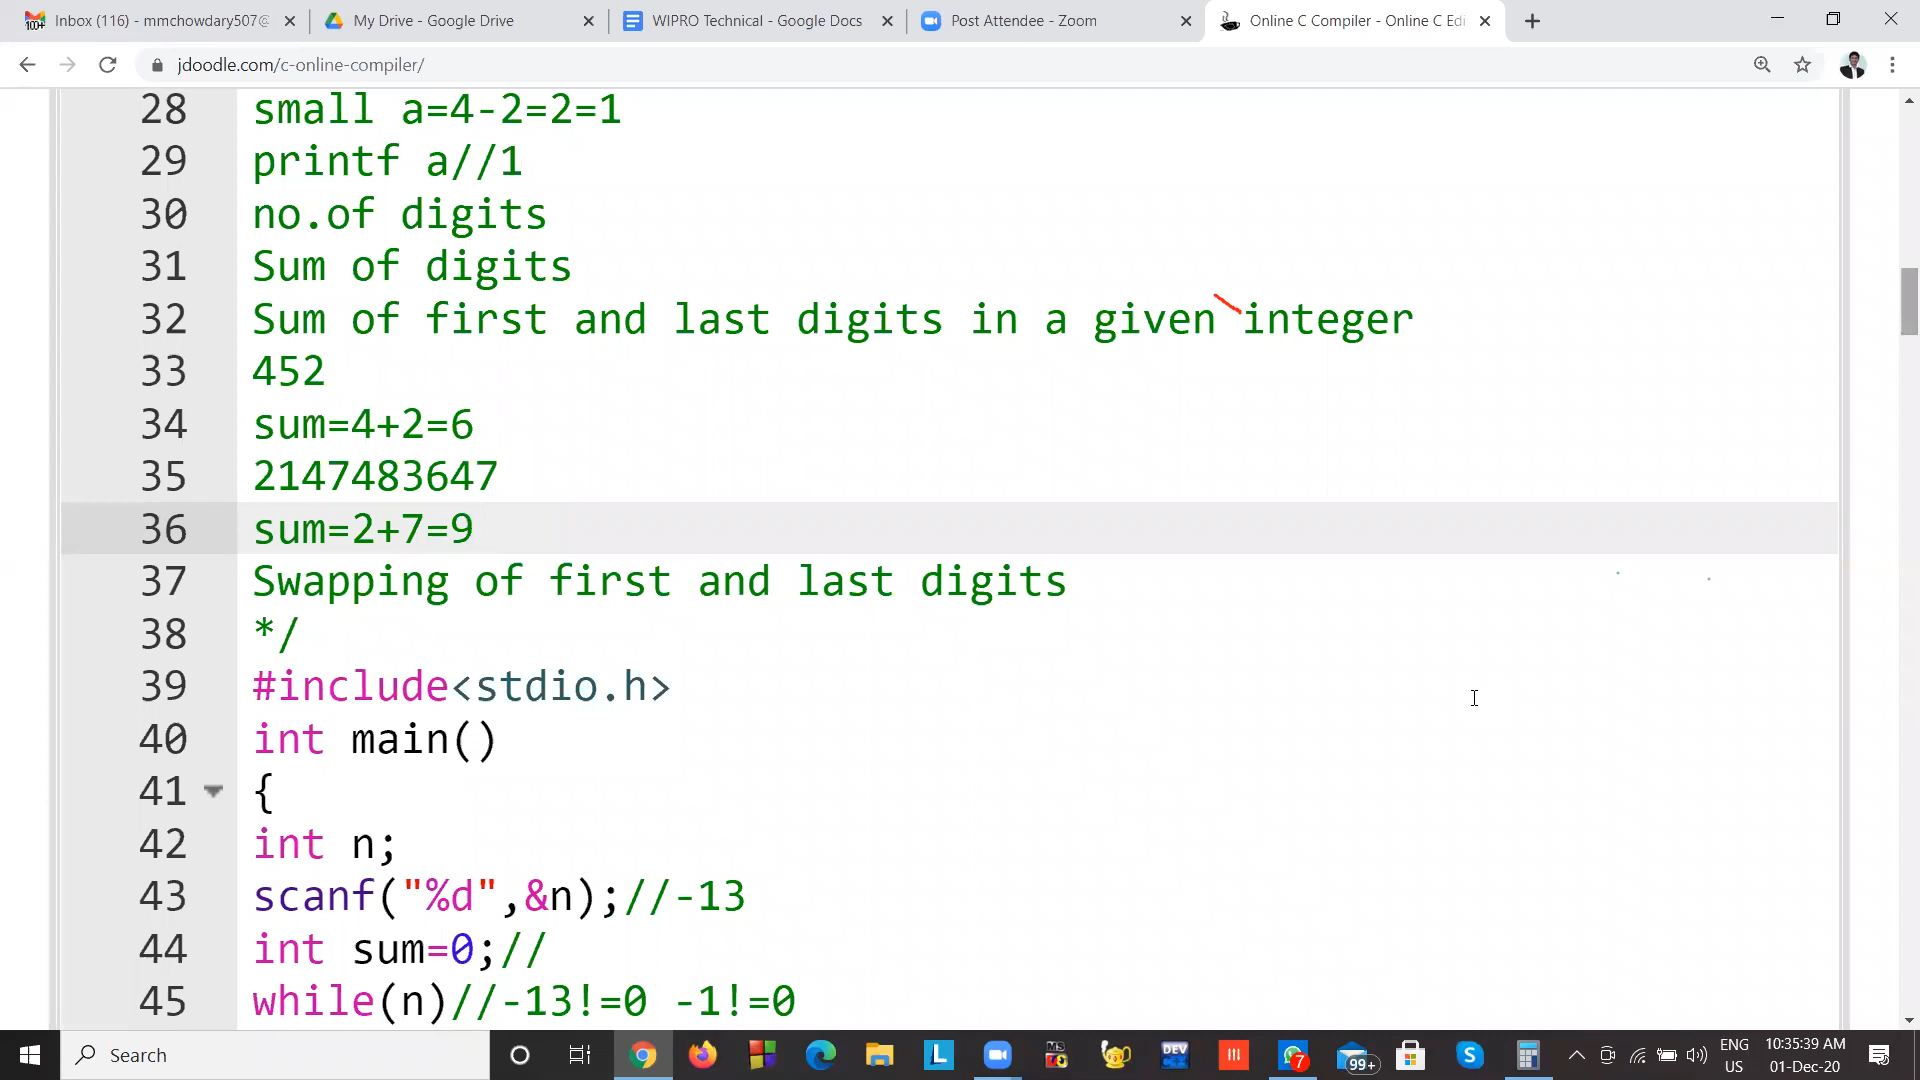 Inbox (116) - mmchowdary507@
My Drive - Google Drive
WIPRO Technical - Google Docs
Post Attendee - Zoom
Online C Compiler - Online C Edi
jdoodle.com/c-online-compiler/
28 small a=4-2=2=1
29 printf a//1
30 no.of digits
31 Sum of digits
32 Sum of first and last digits in a given integer
33 452
34 sum=4+2=6
35 2147483647
36 sum=2+7=9
37 Swapping of first and last digits
38 */
39 #include<stdio.h>
40 int main()
41 {
42 int n;
43 scanf("%d",&n);//-13
44 int sum=0;//
45 while(n)//-13!=0 -1!=0
Search
DEV
7
99+
ENG
US
10:35:39 AM
01-Dec-20